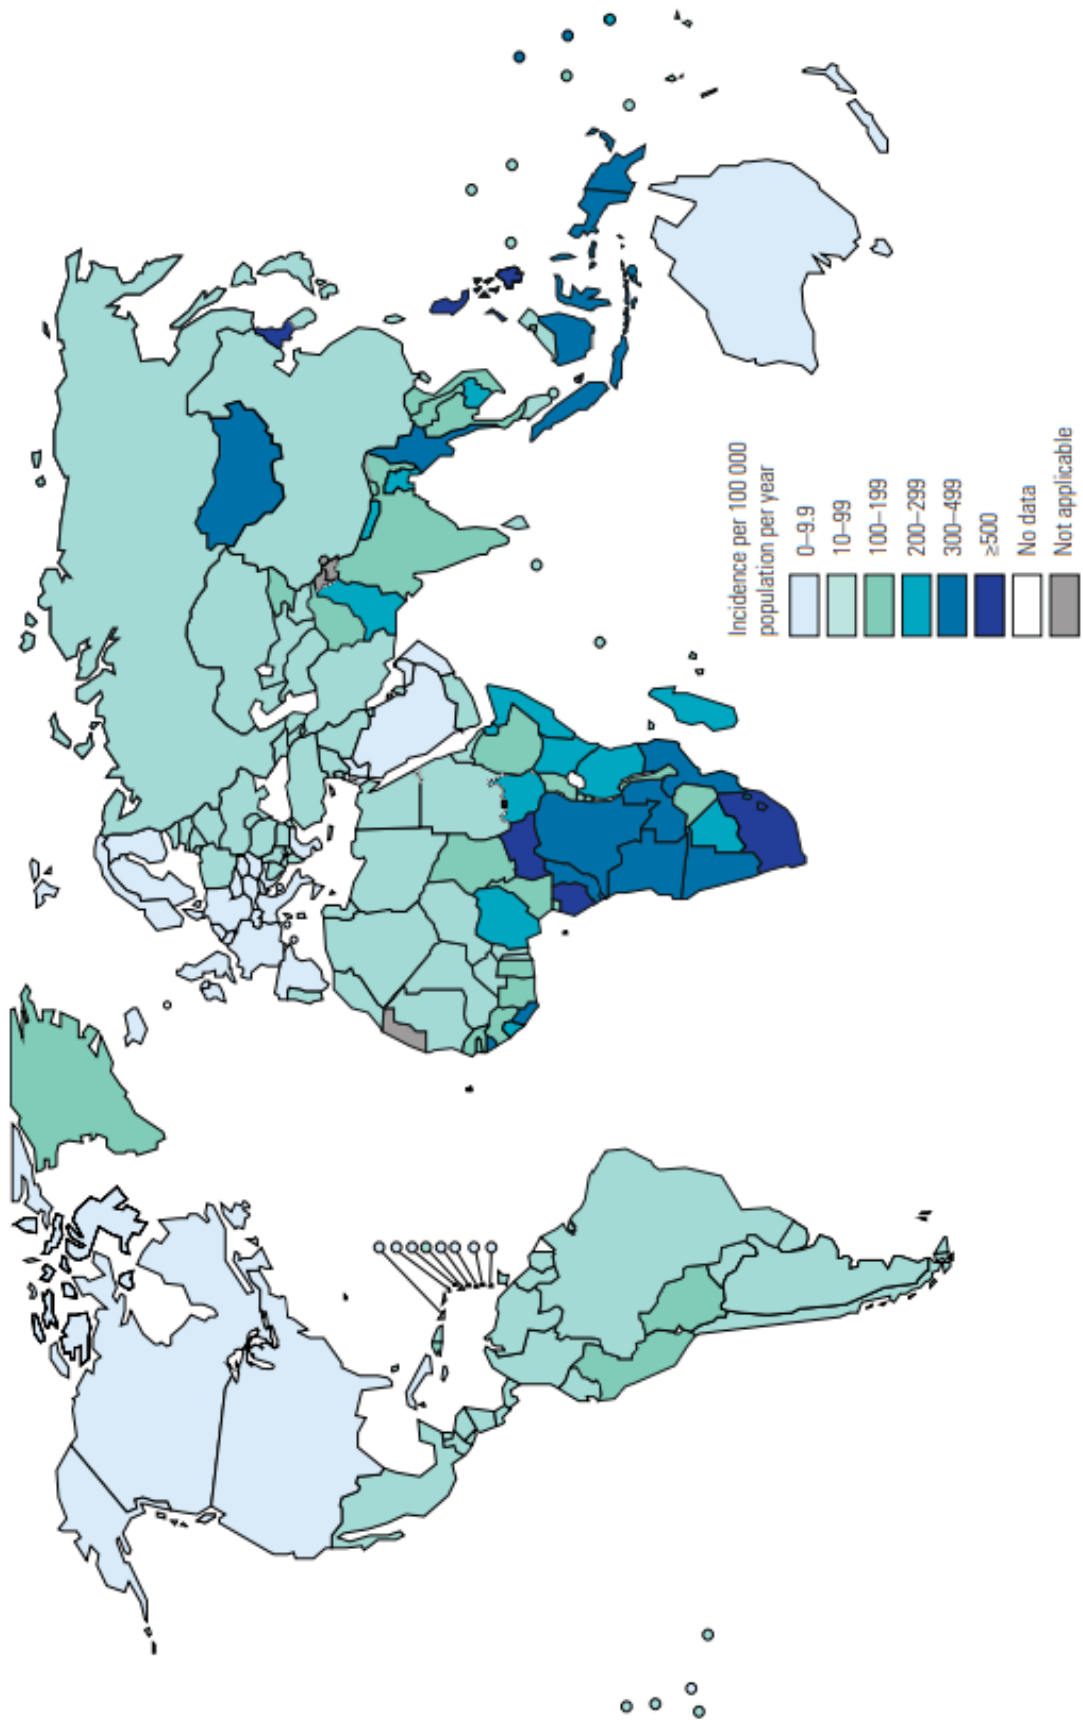 Incidence per 100 000
population per year
0–9.9
10–99
100–199
200–299
300–499
≥500
No data
Not applicable